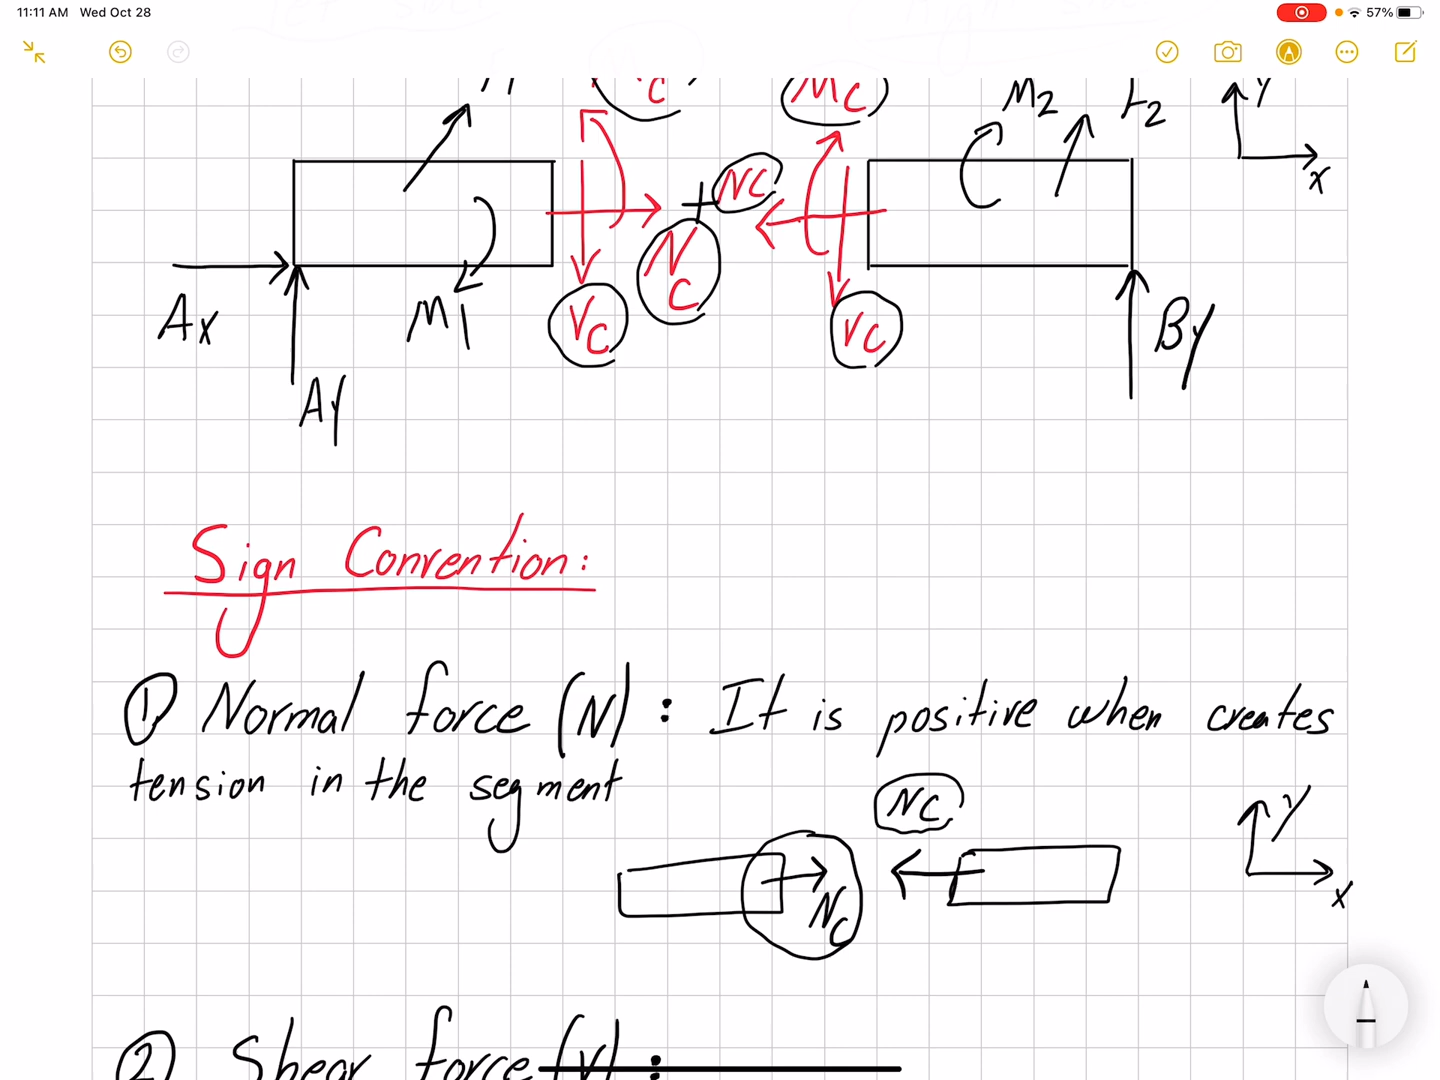 11:11 AM Wed Oct 28
57%
C
MC
M2
F2
Y
NC
X
NC
Ax
M1
VC
VC
By
Ay
Sign Convention:
① Normal force (N) : It is positive when creates
tension in the segment
NC
Y
NC
X
② Shear force (V) :